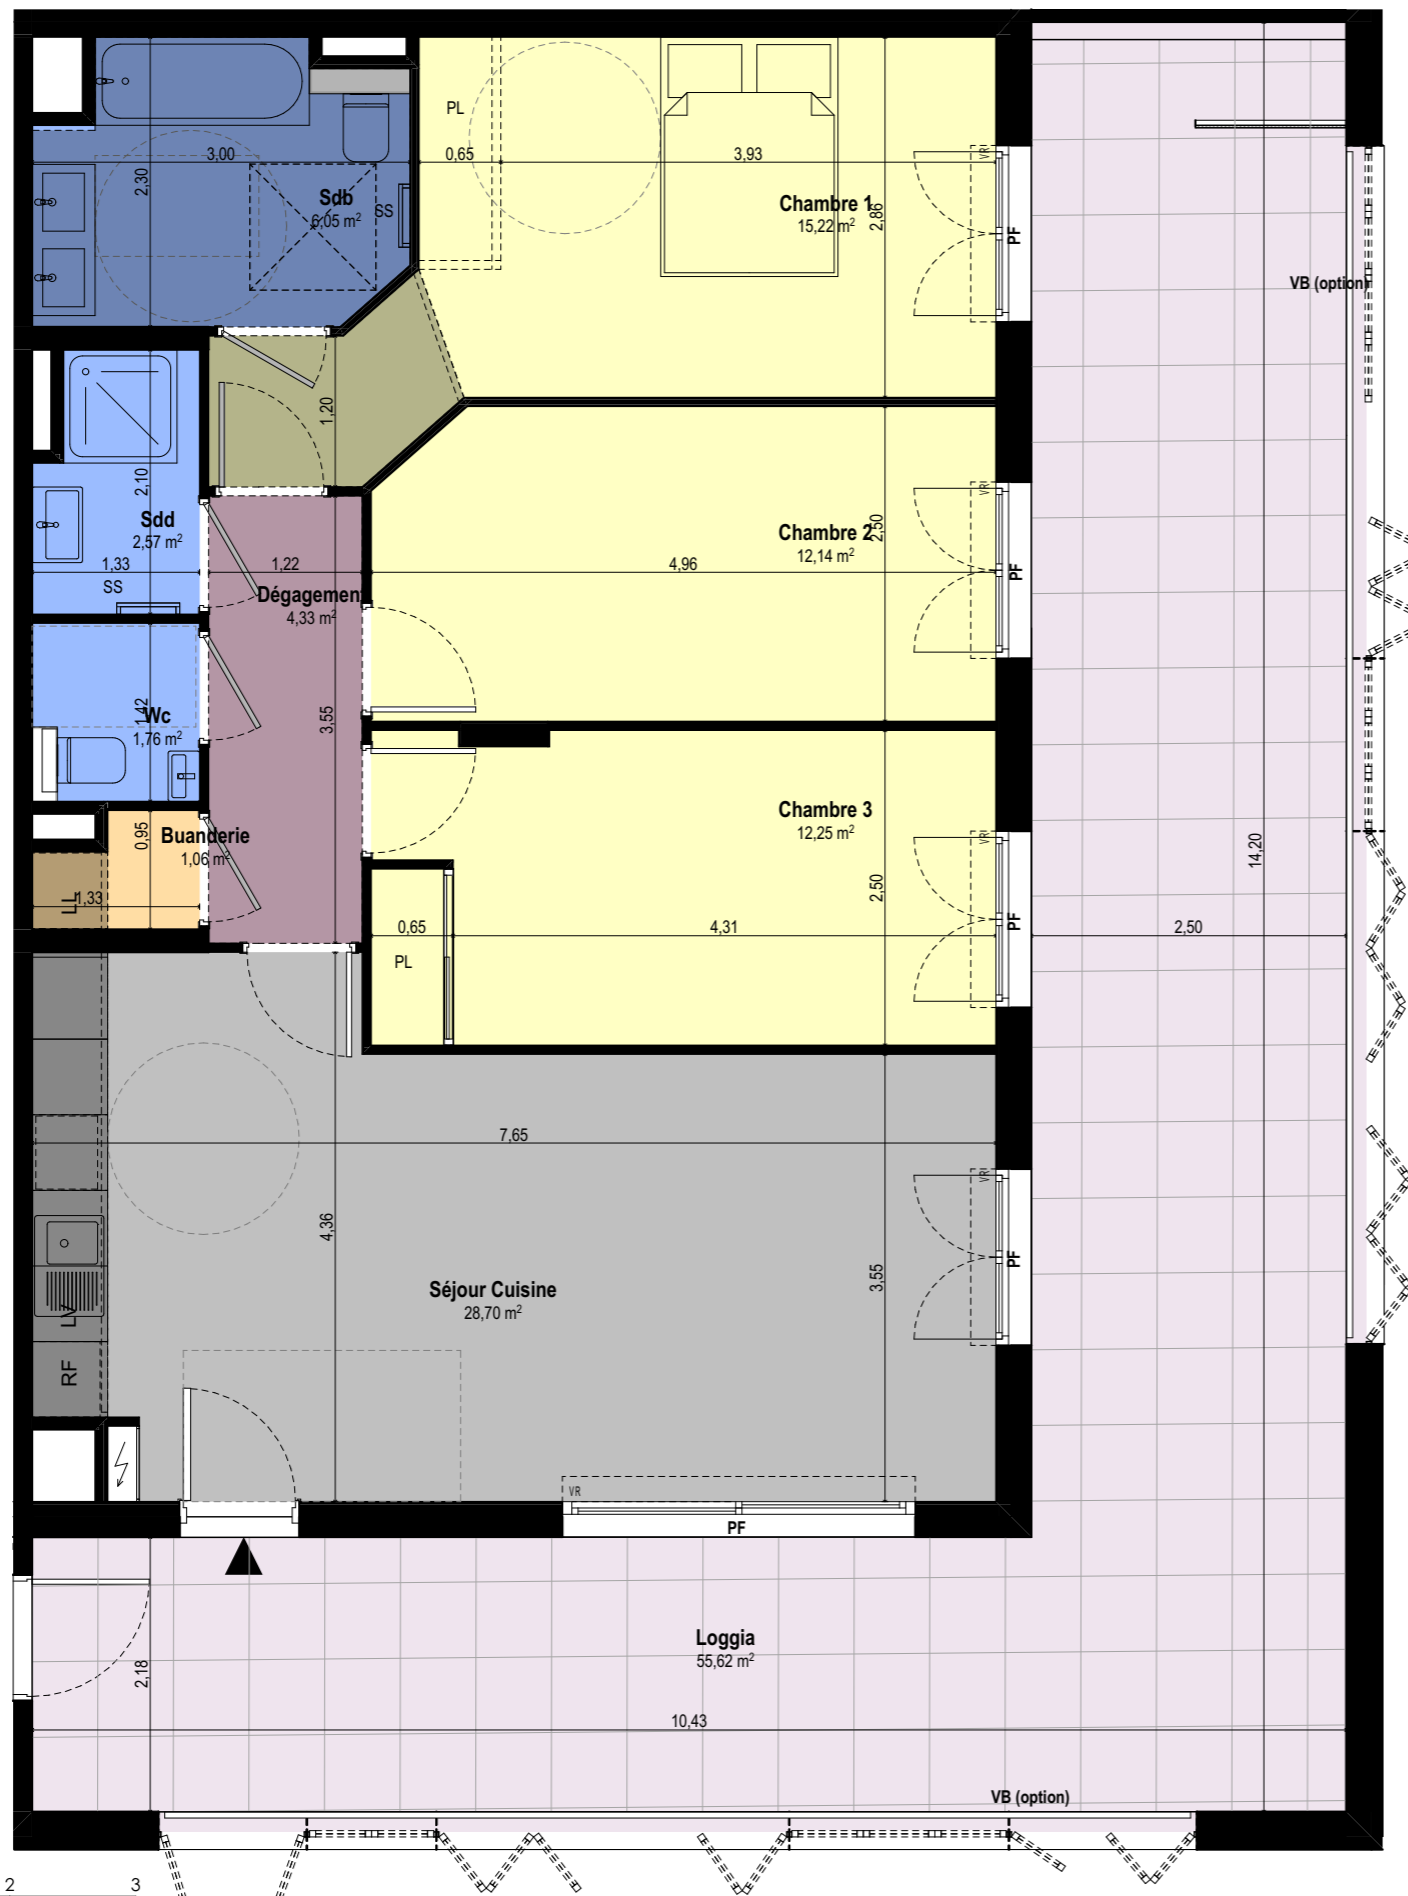 PL
3,00
0,65
3,93
VR
2,30
Sdb
6,05 m²
SS
Chambre 1
15,22 m²
2,86
PF
VB (option)
1,20
2,10
Sdd
2,57 m²
1,33
SS
1,22
Dégagement
4,33 m²
4,96
VR
Chambre 2
12,14 m²
2,50
PF
1,42
Wc
1,76 m²
3,55
0,95
Buanderie
1,06 m²
1,33
LL
Chambre 3
12,25 m²
VR
2,50
14,20
0,65
4,31
PF
2,50
PL
7,65
VR
4,36
3,55
PF
Séjour Cuisine
28,70 m²
LV
RF
VR
PF
Loggia
55,62 m²
2,18
10,43
VB (option)
2
3